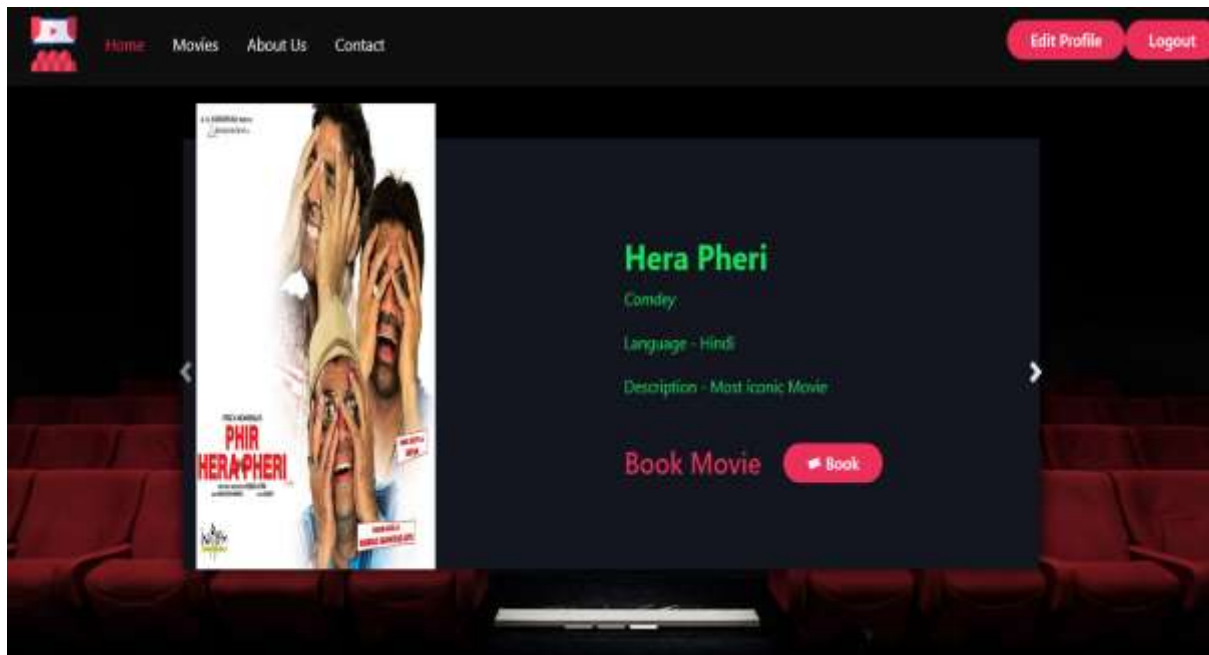 Home Movies About Us Contact
Edit Profile Logout
Hera Pheri
Comdey
Language - Hindi
Description - Most iconic Movie
Book Movie
Book
PHIR
HERA PHERI